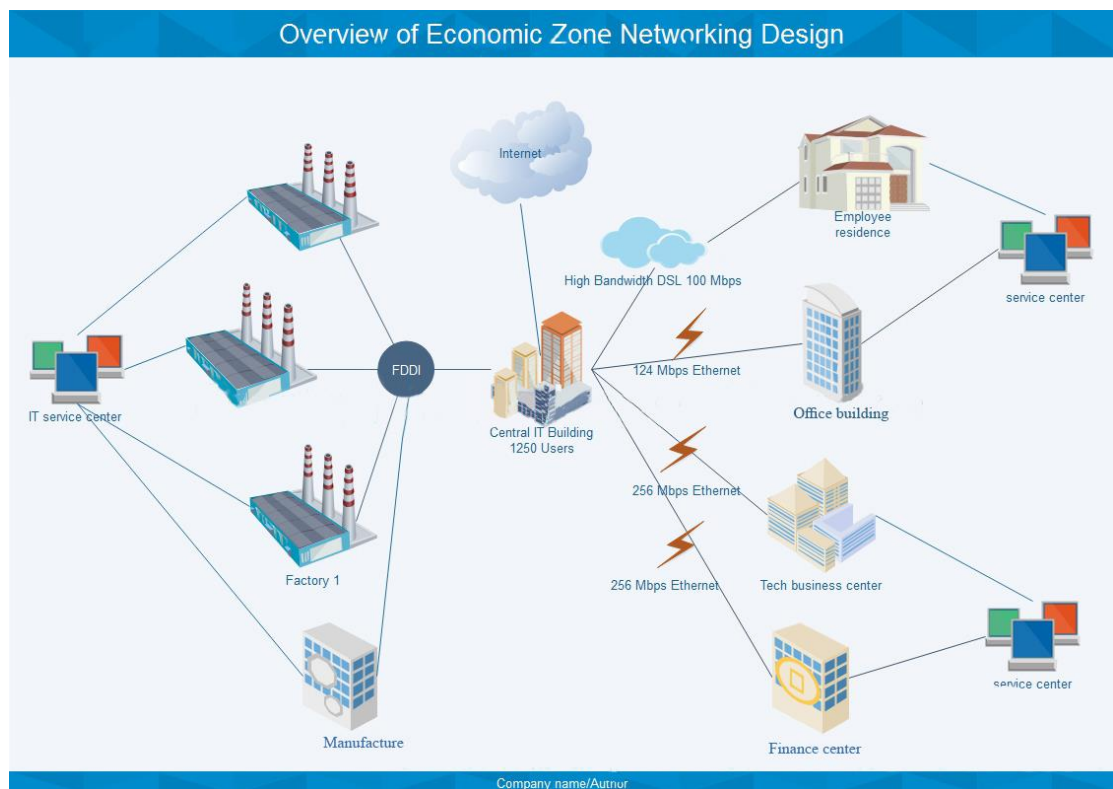 Overview of Economic Zone Networking Design
Internet
Employee
residence
High Bandwidth DSL 100 Mbps
service center
FDDI
124 Mbps Ethernet
IT service center
Office building
Central IT Building
1250 Users
256 Mbps Ethernet
Factory 1
256 Mbps Ethernet
Tech business center
service center
Manufacture
Finance center
Company name/Author